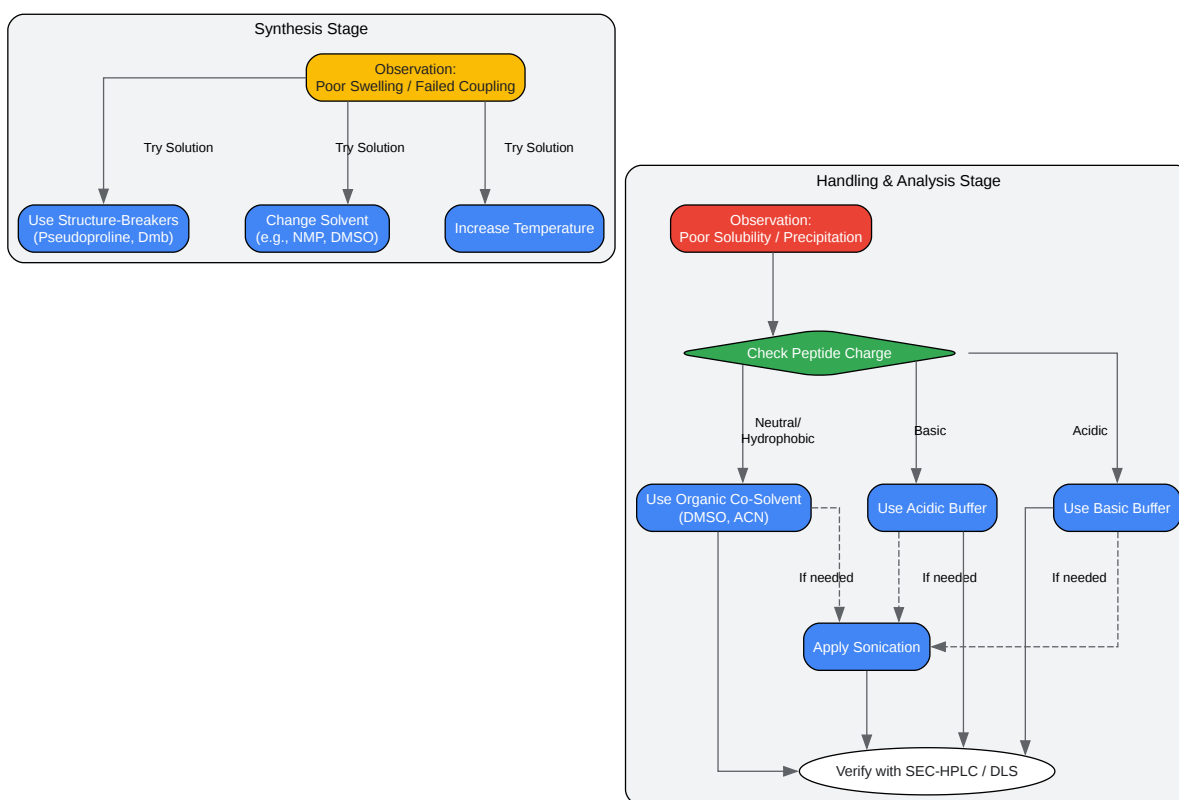 Synthesis Stage
Observation:
Poor Swelling / Failed Coupling
Try Solution
Try Solution
Try Solution
Use Structure-Breakers
(Pseudoproline, Dmb)
Change Solvent
(e.g., NMP, DMSO)
Increase Temperature
Handling & Analysis Stage
Observation:
Poor Solubility / Precipitation
Check Peptide Charge
Neutral/
Hydrophobic
Basic
Acidic
Use Organic Co-Solvent
(DMSO, ACN)
Use Acidic Buffer
Use Basic Buffer
If needed
If needed
If needed
Apply Sonication
Verify with SEC-HPLC / DLS